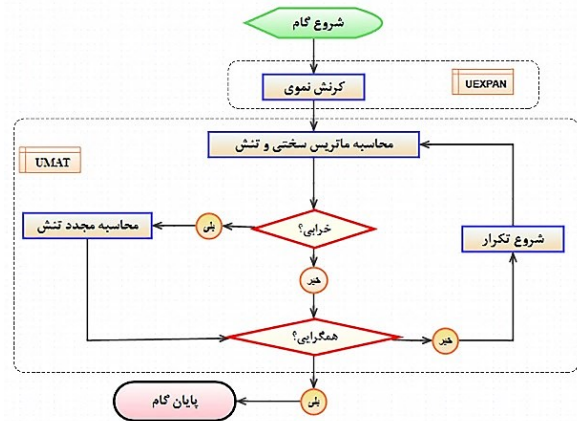 شروع گام
کرنش نموی
UEXPAN
محاسبه ماتریس سختی و تنش
UMAT
خرابی؟
بلی
محاسبه مجدد تنش
شروع تکرار
خیر
همگرایی؟
خیر
بلی
پایان گام